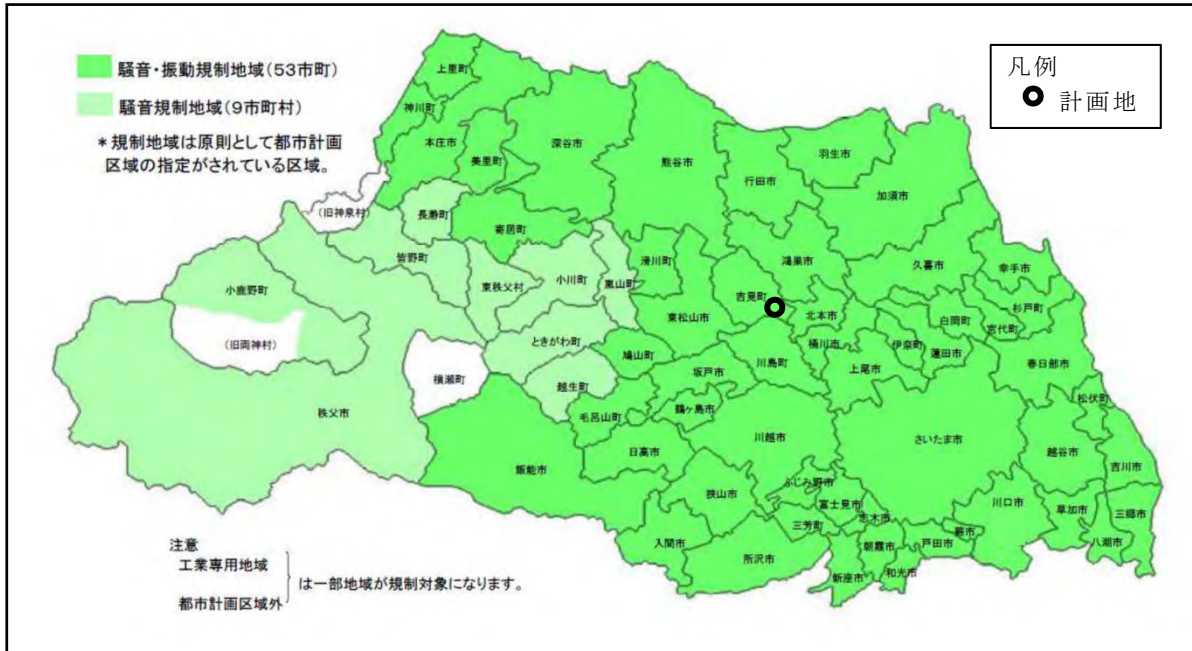 騒音・振動規制地域(53市町)
騒音規制地域(9市町村)
*規制地域は原則として都市計画
区域の指定がされている区域。
凡例
計画地
上里町
神川町
本庄市
美里町
深谷市
熊谷市
行田市
羽生市
加須市
(旧神泉村)
長瀞町
寄居町
皆野町
小鹿野町
東秩父村
小川町
嵐山町
滑川町
吉見町
鴻巣市
久喜市
幸手市
東松山市
北本市
白岡町
杉戸町
宮代町
(旧両神村)
ときがわ町
鳩山町
川島町
桶川市
伊奈町
蓮田市
上尾市
春日部市
横瀬町
越生町
坂戸市
松伏町
秩父市
毛呂山町
鶴ヶ島市
川越市
さいたま市
越谷市
吉川市
飯能市
日高市
狭山市
ふじみ野市
富士見市
川口市
草加市
三郷市
三芳町
志木市
蕨市
入間市
所沢市
朝霞市
戸田市
八潮市
新座市
和光市
注意
工業専用地域
は一部地域が規制対象になります。
都市計画区域外